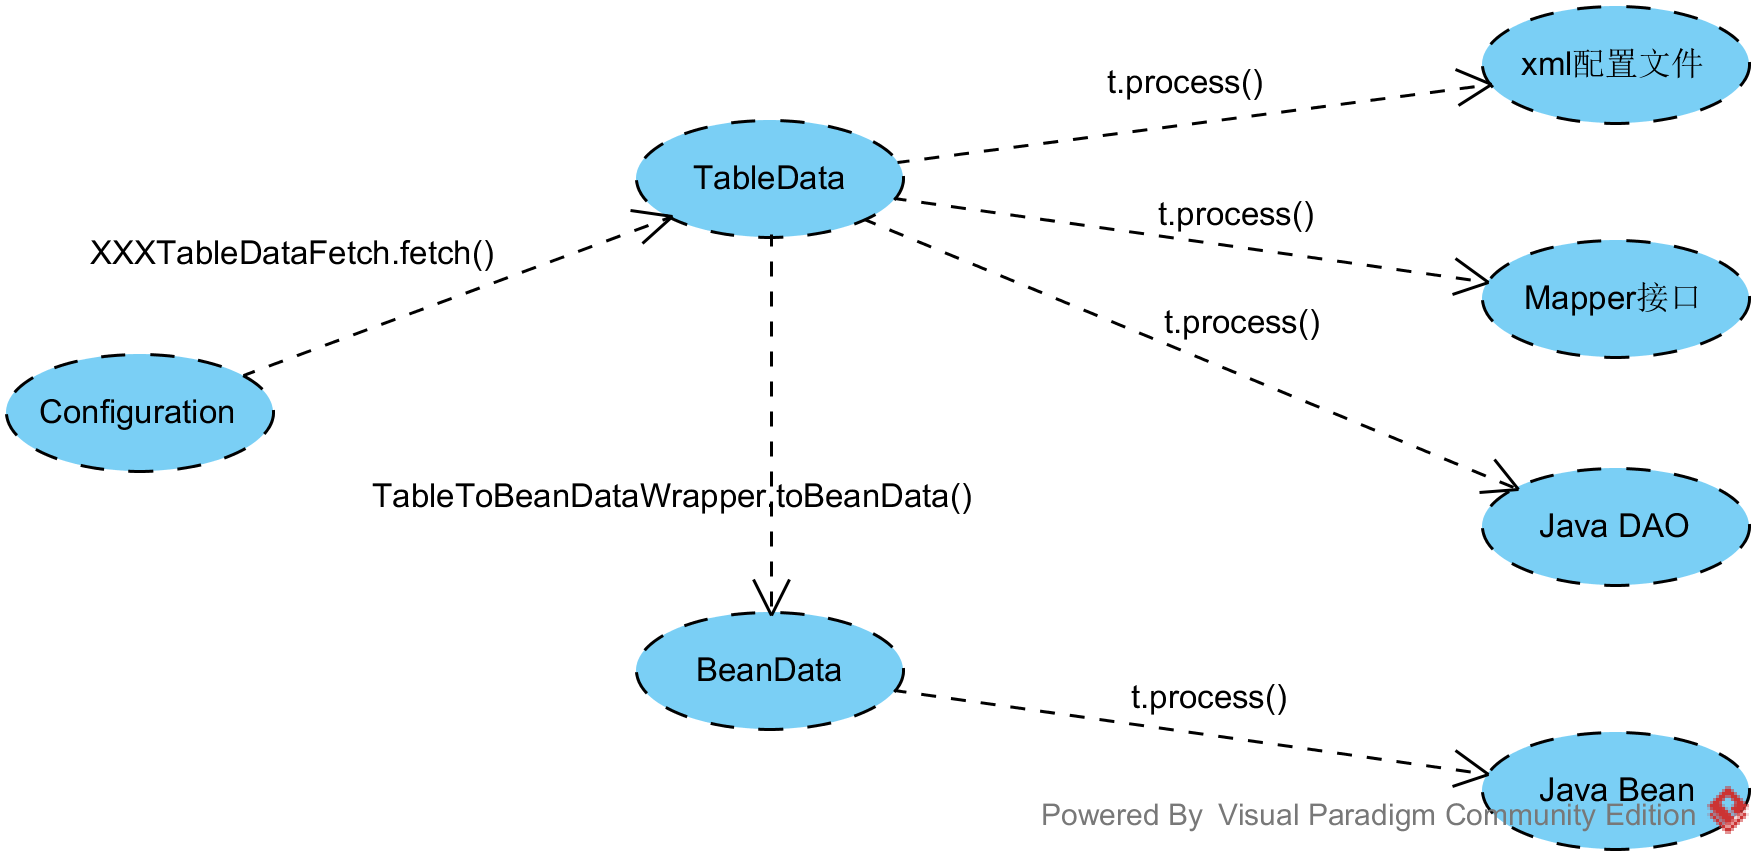 xml配置文件
t.process()
TableData
t.process()
XXXTableDataFetch.fetch()
Mapper接口
t.process()
Configuration
TableToBeanDataWrapper.toBeanData()
Java DAO
BeanData
t.process()
Java Bean
Powered By Visual Paradigm Community Edition